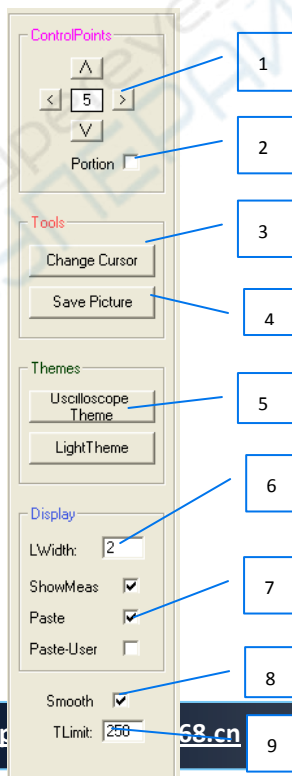 ControlPoints
1
5
Portion
2
Tools
Change Cursor
3
Save Picture
4
Themes
Uscilloscope
Theme
5
LightTheme
Display
LWidth: 2
6
ShowMeas
Paste
7
Paste-User
Smooth
8
TLimit: 250
68.cn
9